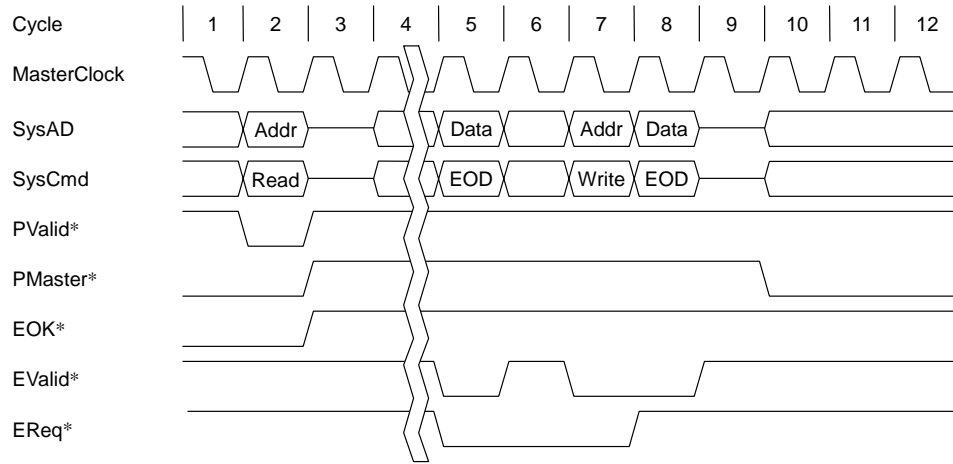 Cycle 1 2 3 4 5 6 7 8 9 10 11 12
MasterClock
SysAD Addr Data Addr Data
SysCmd Read EOD Write EOD
PValid*
PMaster*
EOK*
EValid*
EReq*